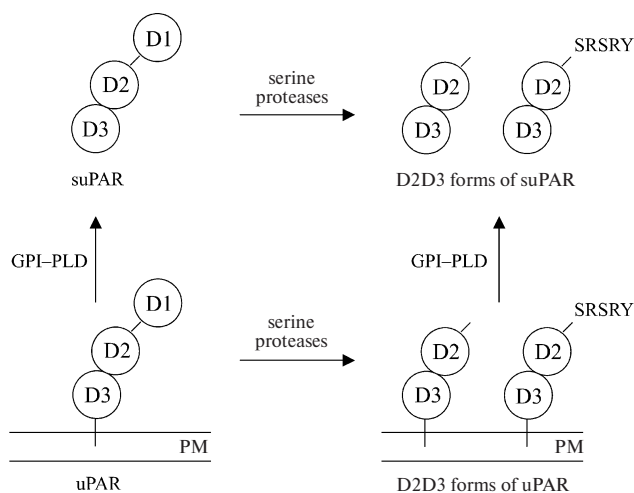 D1
SRSRY
D2
D2
D2
serine
proteases
D3
D3
D3
suPAR
D2D3 forms of suPAR
GPI–PLD
GPI–PLD
D1
SRSRY
serine
proteases
D2
D2
D2
D3
D3
D3
PM
PM
uPAR
D2D3 forms of uPAR